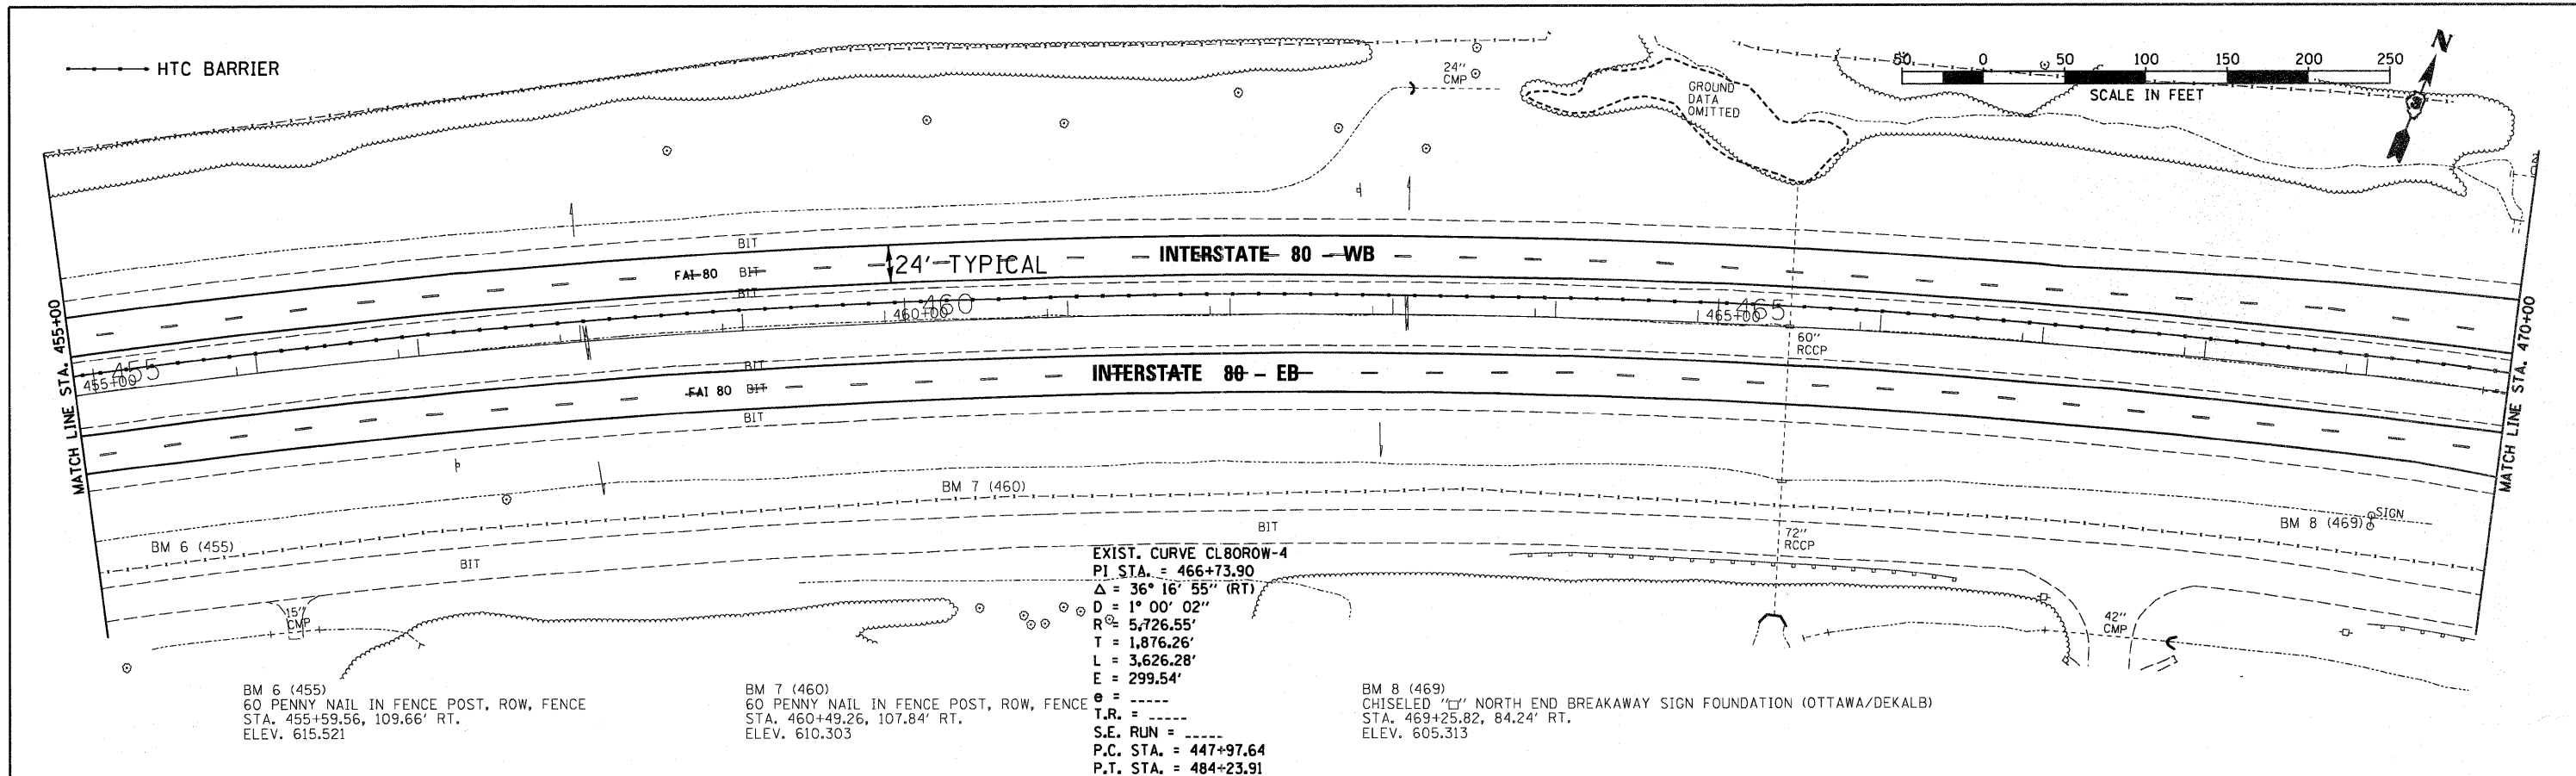 HTC BARRIER
24"
CMP
GROUND
DATA
OMITTED
50 0 50 100 150 200 250
SCALE IN FEET
N
BIT
INTERSTATE 80 - WB
FAI 80 BIT
24' TYPICAL
BIT
MATCH LINE STA. 455+00
455
455+00
460
460+00
465
465+00
60"
RCCP
MATCH LINE STA. 470+00
BIT
INTERSTATE 80 - EB
FAI 80 BIT
BIT
BM 7 (460)
BM 6 (455)
BIT
BIT
BM 8 (469)
SIGN
72"
RCCP
15"
CMP
42"
CMP
EXIST. CURVE CL80ROW-4
PI STA. = 466+73.90
Δ = 36° 16' 55" (RT)
D = 1° 00' 02"
R = 5,726.55'
T = 1,876.26'
L = 3,626.28'
E = 299.54'
e = -----
T.R. = -----
S.E. RUN = -----
P.C. STA. = 447+97.64
P.T. STA. = 484+23.91
BM 6 (455)
60 PENNY NAIL IN FENCE POST, ROW, FENCE
STA. 455+59.56, 109.66' RT.
ELEV. 615.521
BM 7 (460)
60 PENNY NAIL IN FENCE POST, ROW, FENCE
STA. 460+49.26, 107.84' RT.
ELEV. 610.303
BM 8 (469)
CHISELED "□" NORTH END BREAKAWAY SIGN FOUNDATION (OTTAWA/DEKALB)
STA. 469+25.82, 84.24' RT.
ELEV. 605.313